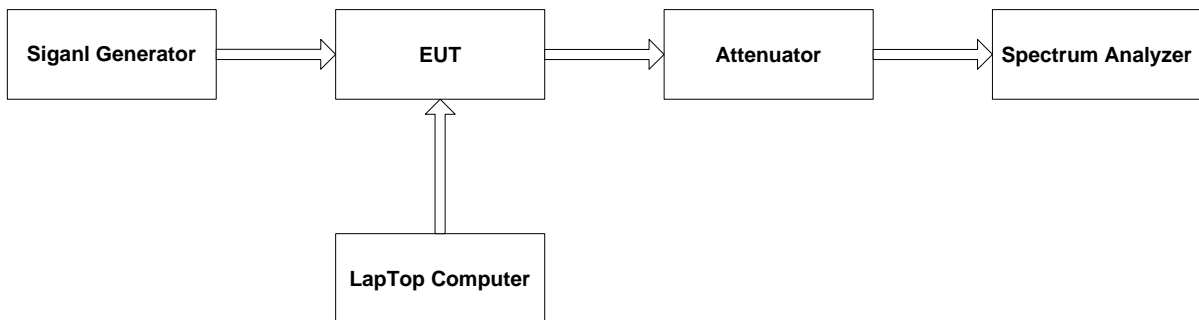 Siganl Generator
EUT
Attenuator
Spectrum Analyzer
LapTop Computer